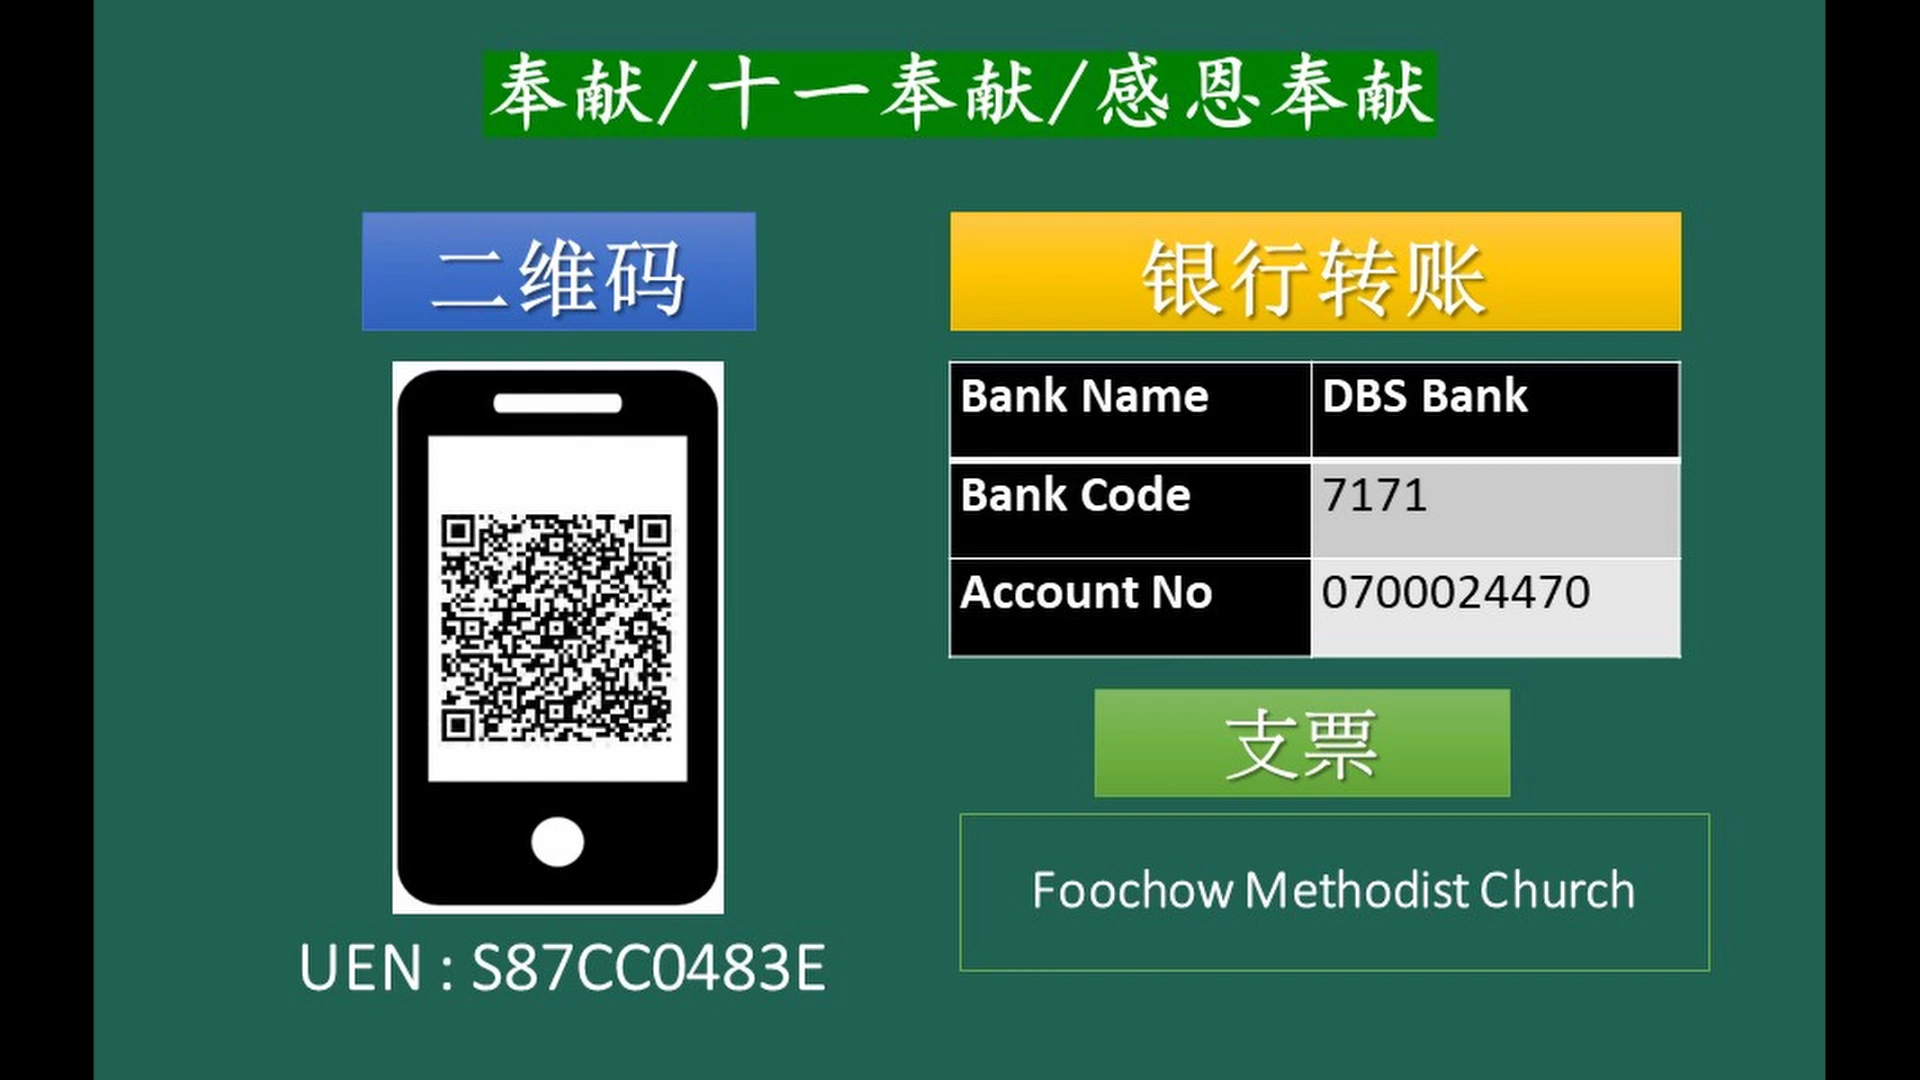 奉献/十一奉献/感恩奉献
二维码
UEN : S87CC0483E
银行转账
Bank Name DBS Bank
Bank Code 7171
Account No 0700024470
支票
Foochow Methodist Church